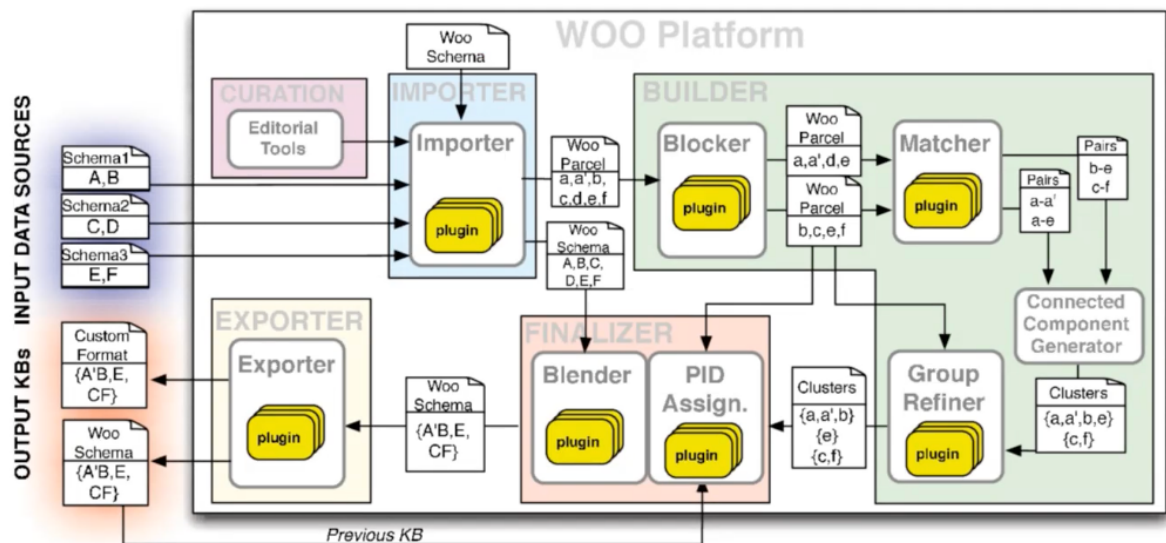 WOO Platform
INPUT DATA SOURCES
OUTPUT KBs
Woo
Schema
CURATION
Editorial
Tools
IMPORTER
Importer
plugin
Schema1
A,B
Schema2
C,D
Schema3
E,F
Woo
Parcel
a,a',b,
c,d,e,f
Woo
Schema
A,B,C,
D,E,F
BUILDER
Blocker
plugin
Woo
Parcel
a,a',d,e
Woo
Parcel
b,c,e,f
Matcher
plugin
Pairs
b-e
c-f
Pairs
a-a'
a-e
Connected
Component
Generator
Clusters
{a,a',b,e}
{c,f}
Group
Refiner
plugin
Clusters
{a,a',b}
{e}
{c,f}
FINALIZER
Blender
plugin
PID
Assign.
plugin
Woo
Schema
{A'B,E,
CF}
EXPORTER
Exporter
plugin
Custom
Format
{A'B,E,
CF}
Woo
Schema
{A'B,E,
CF}
Previous KB